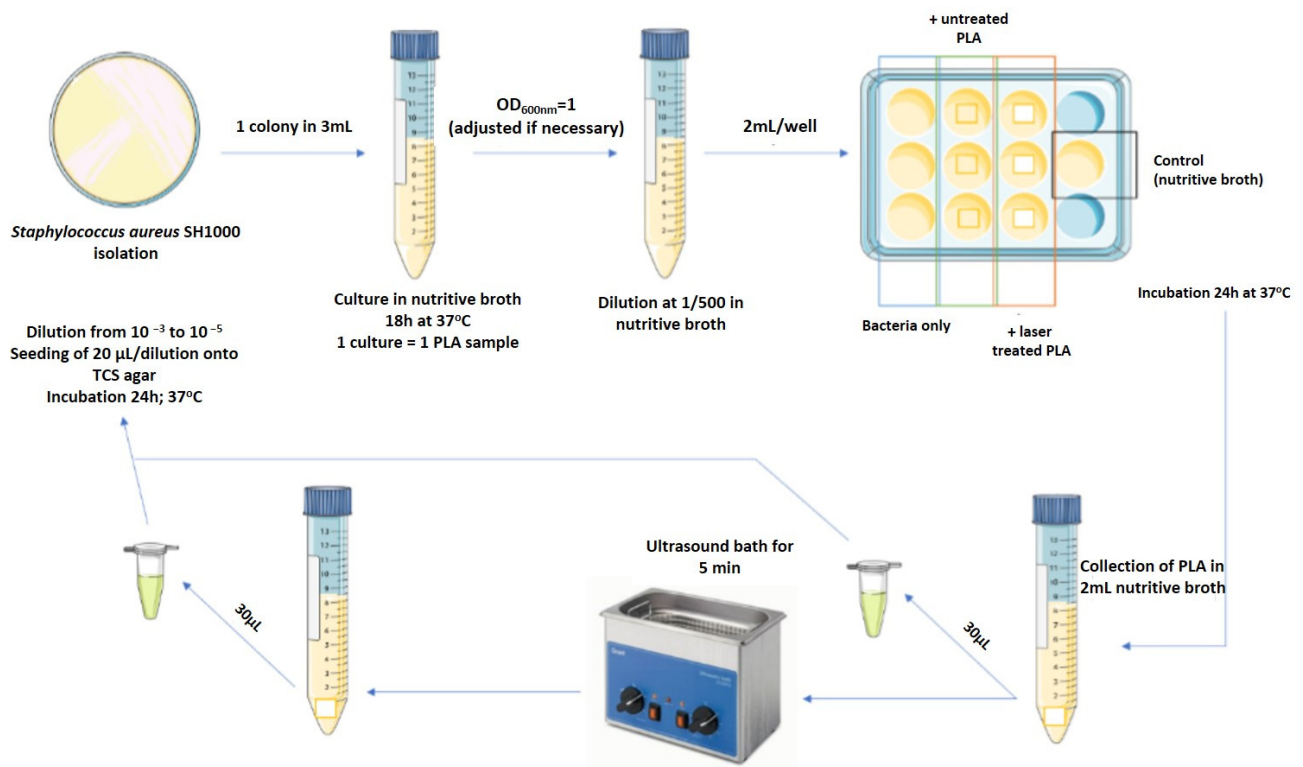 + untreated
PLA
1 colony in 3mL
OD600nm=1
(adjusted if necessary)
2mL/well
Control
(nutritive broth)
Staphylococcus aureus SH1000
isolation
Culture in nutritive broth
18h at 37ºC
1 culture = 1 PLA sample
Dilution at 1/500 in
nutritive broth
Bacteria only
+ laser
treated PLA
Incubation 24h at 37ºC
Dilution from 10 –3 to 10 –5
Seeding of 20 µL/dilution onto
TCS agar
Incubation 24h; 37ºC
Ultrasound bath for
5 min
Collection of PLA in
2mL nutritive broth
30µL
30µL